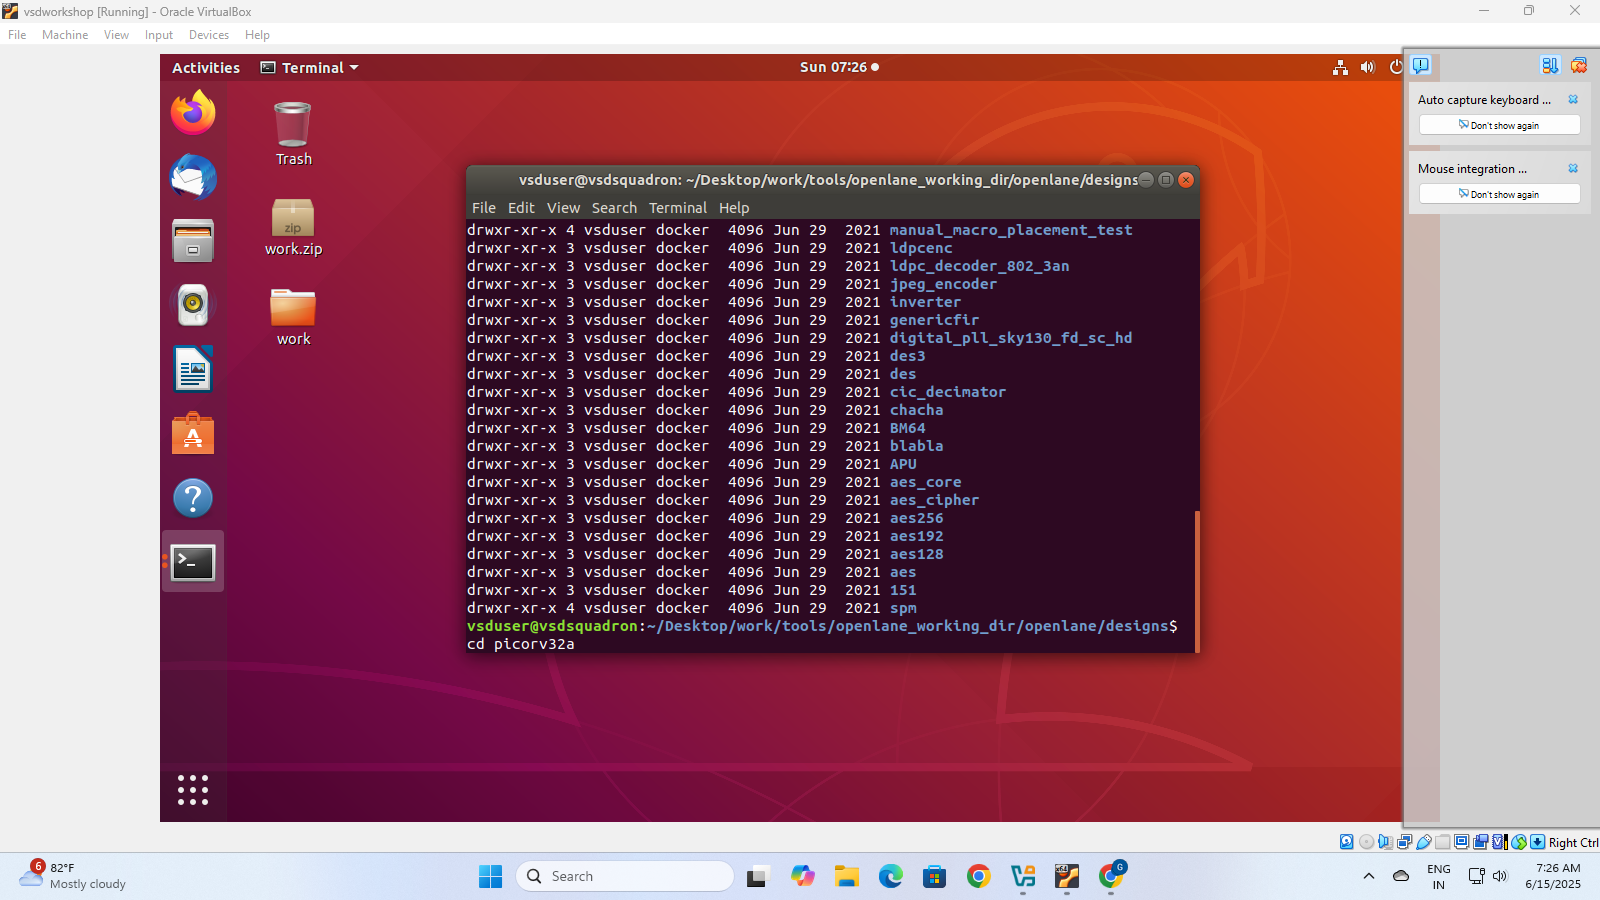 vsdworkshop [Running] - Oracle VirtualBox
File Machine View Input Devices Help
Activities Terminal Sun 07:26
Auto capture keyboard ...
Don't show again
Mouse integration ...
Don't show again
Trash
zip
work.zip
work
vsduser@vsdsquadron: ~/Desktop/work/tools/openlane_working_dir/openlane/designs
File Edit View Search Terminal Help
drwxr-xr-x 4 vsduser docker 4096 Jun 29 2021 manual_macro_placement_test
drwxr-xr-x 3 vsduser docker 4096 Jun 29 2021 ldpcenc
drwxr-xr-x 3 vsduser docker 4096 Jun 29 2021 ldpc_decoder_802_3an
drwxr-xr-x 3 vsduser docker 4096 Jun 29 2021 jpeg_encoder
drwxr-xr-x 3 vsduser docker 4096 Jun 29 2021 inverter
drwxr-xr-x 3 vsduser docker 4096 Jun 29 2021 genericfir
drwxr-xr-x 3 vsduser docker 4096 Jun 29 2021 digital_pll_sky130_fd_sc_hd
drwxr-xr-x 3 vsduser docker 4096 Jun 29 2021 des3
drwxr-xr-x 3 vsduser docker 4096 Jun 29 2021 des
drwxr-xr-x 3 vsduser docker 4096 Jun 29 2021 cic_decimator
drwxr-xr-x 3 vsduser docker 4096 Jun 29 2021 chacha
drwxr-xr-x 3 vsduser docker 4096 Jun 29 2021 BM64
drwxr-xr-x 3 vsduser docker 4096 Jun 29 2021 blabla
drwxr-xr-x 3 vsduser docker 4096 Jun 29 2021 APU
drwxr-xr-x 3 vsduser docker 4096 Jun 29 2021 aes_core
drwxr-xr-x 3 vsduser docker 4096 Jun 29 2021 aes_cipher
drwxr-xr-x 3 vsduser docker 4096 Jun 29 2021 aes256
drwxr-xr-x 3 vsduser docker 4096 Jun 29 2021 aes192
drwxr-xr-x 3 vsduser docker 4096 Jun 29 2021 aes128
drwxr-xr-x 3 vsduser docker 4096 Jun 29 2021 aes
drwxr-xr-x 3 vsduser docker 4096 Jun 29 2021 151
drwxr-xr-x 4 vsduser docker 4096 Jun 29 2021 spm
vsduser@vsdsquadron:~/Desktop/work/tools/openlane_working_dir/openlane/designs$
cd picorv32a
Right Ctrl
6
82°F
Mostly cloudy
Search
G
ENG
IN
7:26 AM
6/15/2025